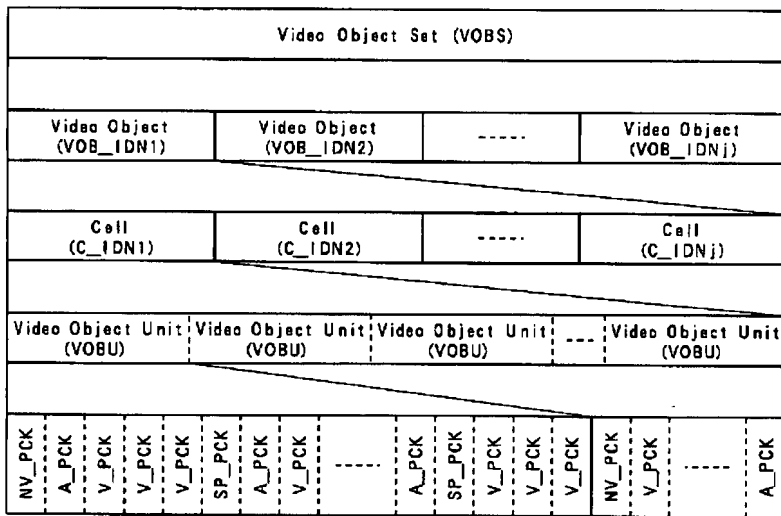 Video Object Set (VOBS)
Video Object
(VOB_IDN1)
Video Object
(VOB_IDN2)
-----
Video Object
(VOB_IDNj)
Cell
(C_IDN1)
Cell
(C_IDN2)
-----
Cell
(C_IDNj)
Video Object Unit
(VOBU)
Video Object Unit
(VOBU)
Video Object Unit
(VOBU)
----
Video Object Unit
(VOBU)
NV_PCK
A_PCK
V_PCK
V_PCK
V_PCK
SP_PCK
A_PCK
V_PCK
-----
A_PCK
SP_PCK
V_PCK
V_PCK
V_PCK
NV_PCK
V_PCK
-----
A_PCK